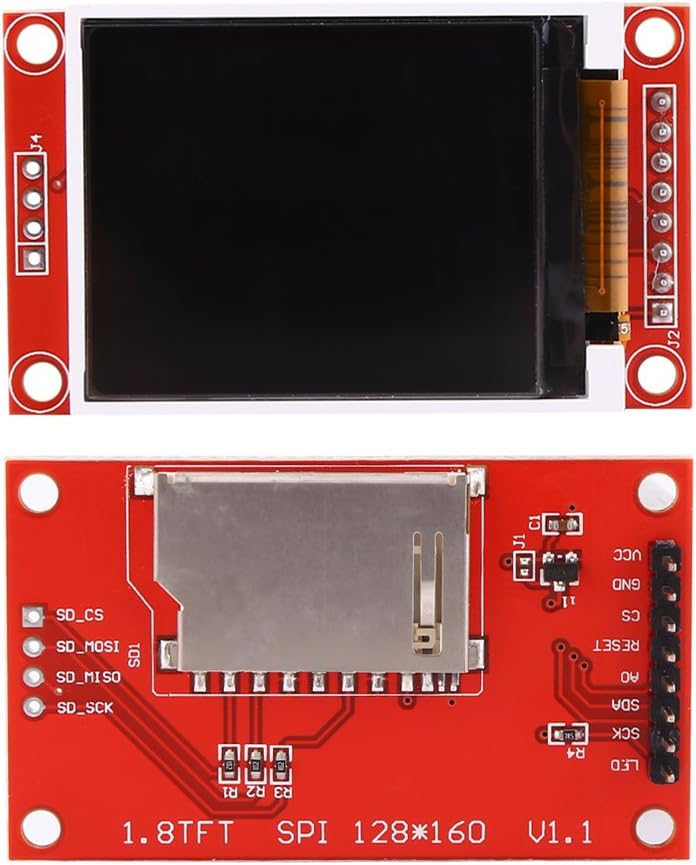 J4
J2
C1
J1
VCC
GND
CS
RESET
A0
SDA
SCK
LED
SD_CS
SD_MOSI
SD_MISO
SD_SCK
SD1
R4
R1 R2 R3
1.8TFT SPI 128*160 V1.1